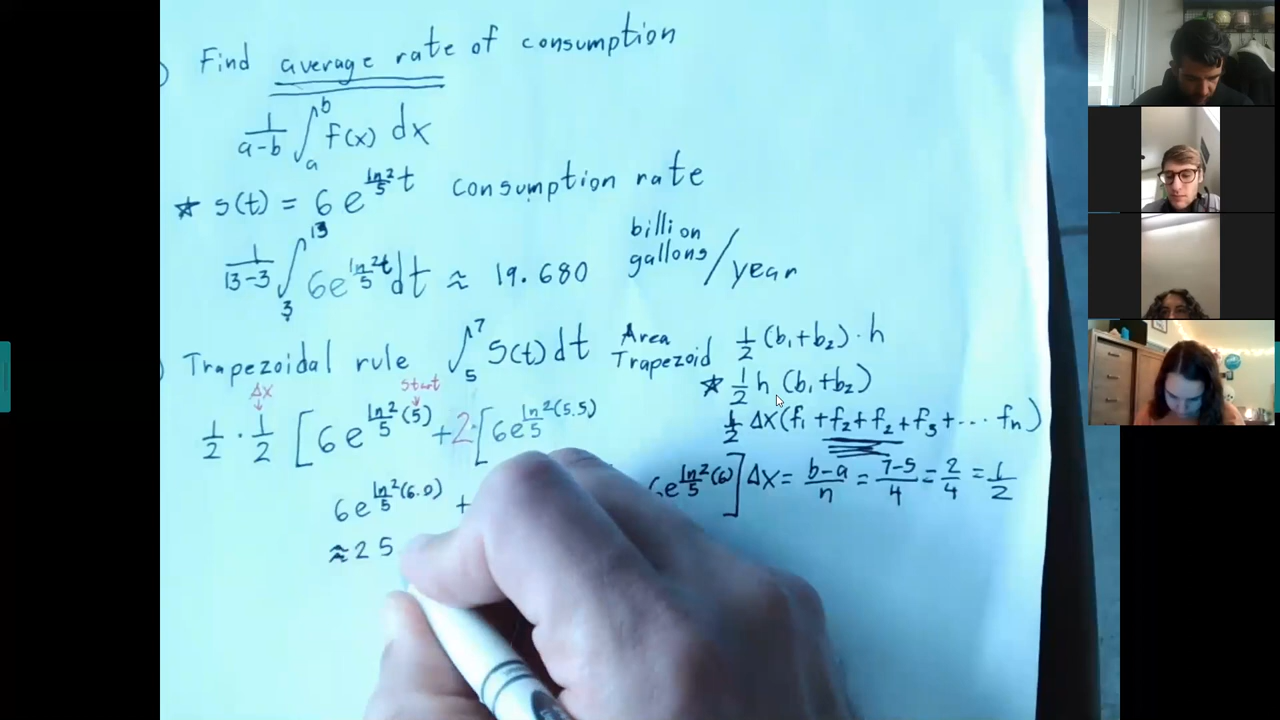 Find average rate of consumption
1/(a-b) ∫_a^b f(x) dx
★ s(t) = 6e^(ln2/5 t) consumption rate
1/(13-3) ∫_3^13 6e^(ln2/5 t) dt ≈ 19.680 billion gallons/year
Trapezoidal rule ∫_5^7 S(t) dt
Area Trapezoid 1/2 (b₁+b₂)·h
★ 1/2 h (b₁+b₂)
1/2 Δx(f₁+f₂+f₂+f₃+... fₙ)
Δx
start
1/2 · 1/2 [6e^(ln2/5 (5)) + 2·[6e^(ln2/5 (5.5))
6e^(ln2/5 (6.0)) +
6e^(ln2/5 (6)]
Δx = (b-a)/n = (7-5)/4 = 2/4 = 1/2
≈25